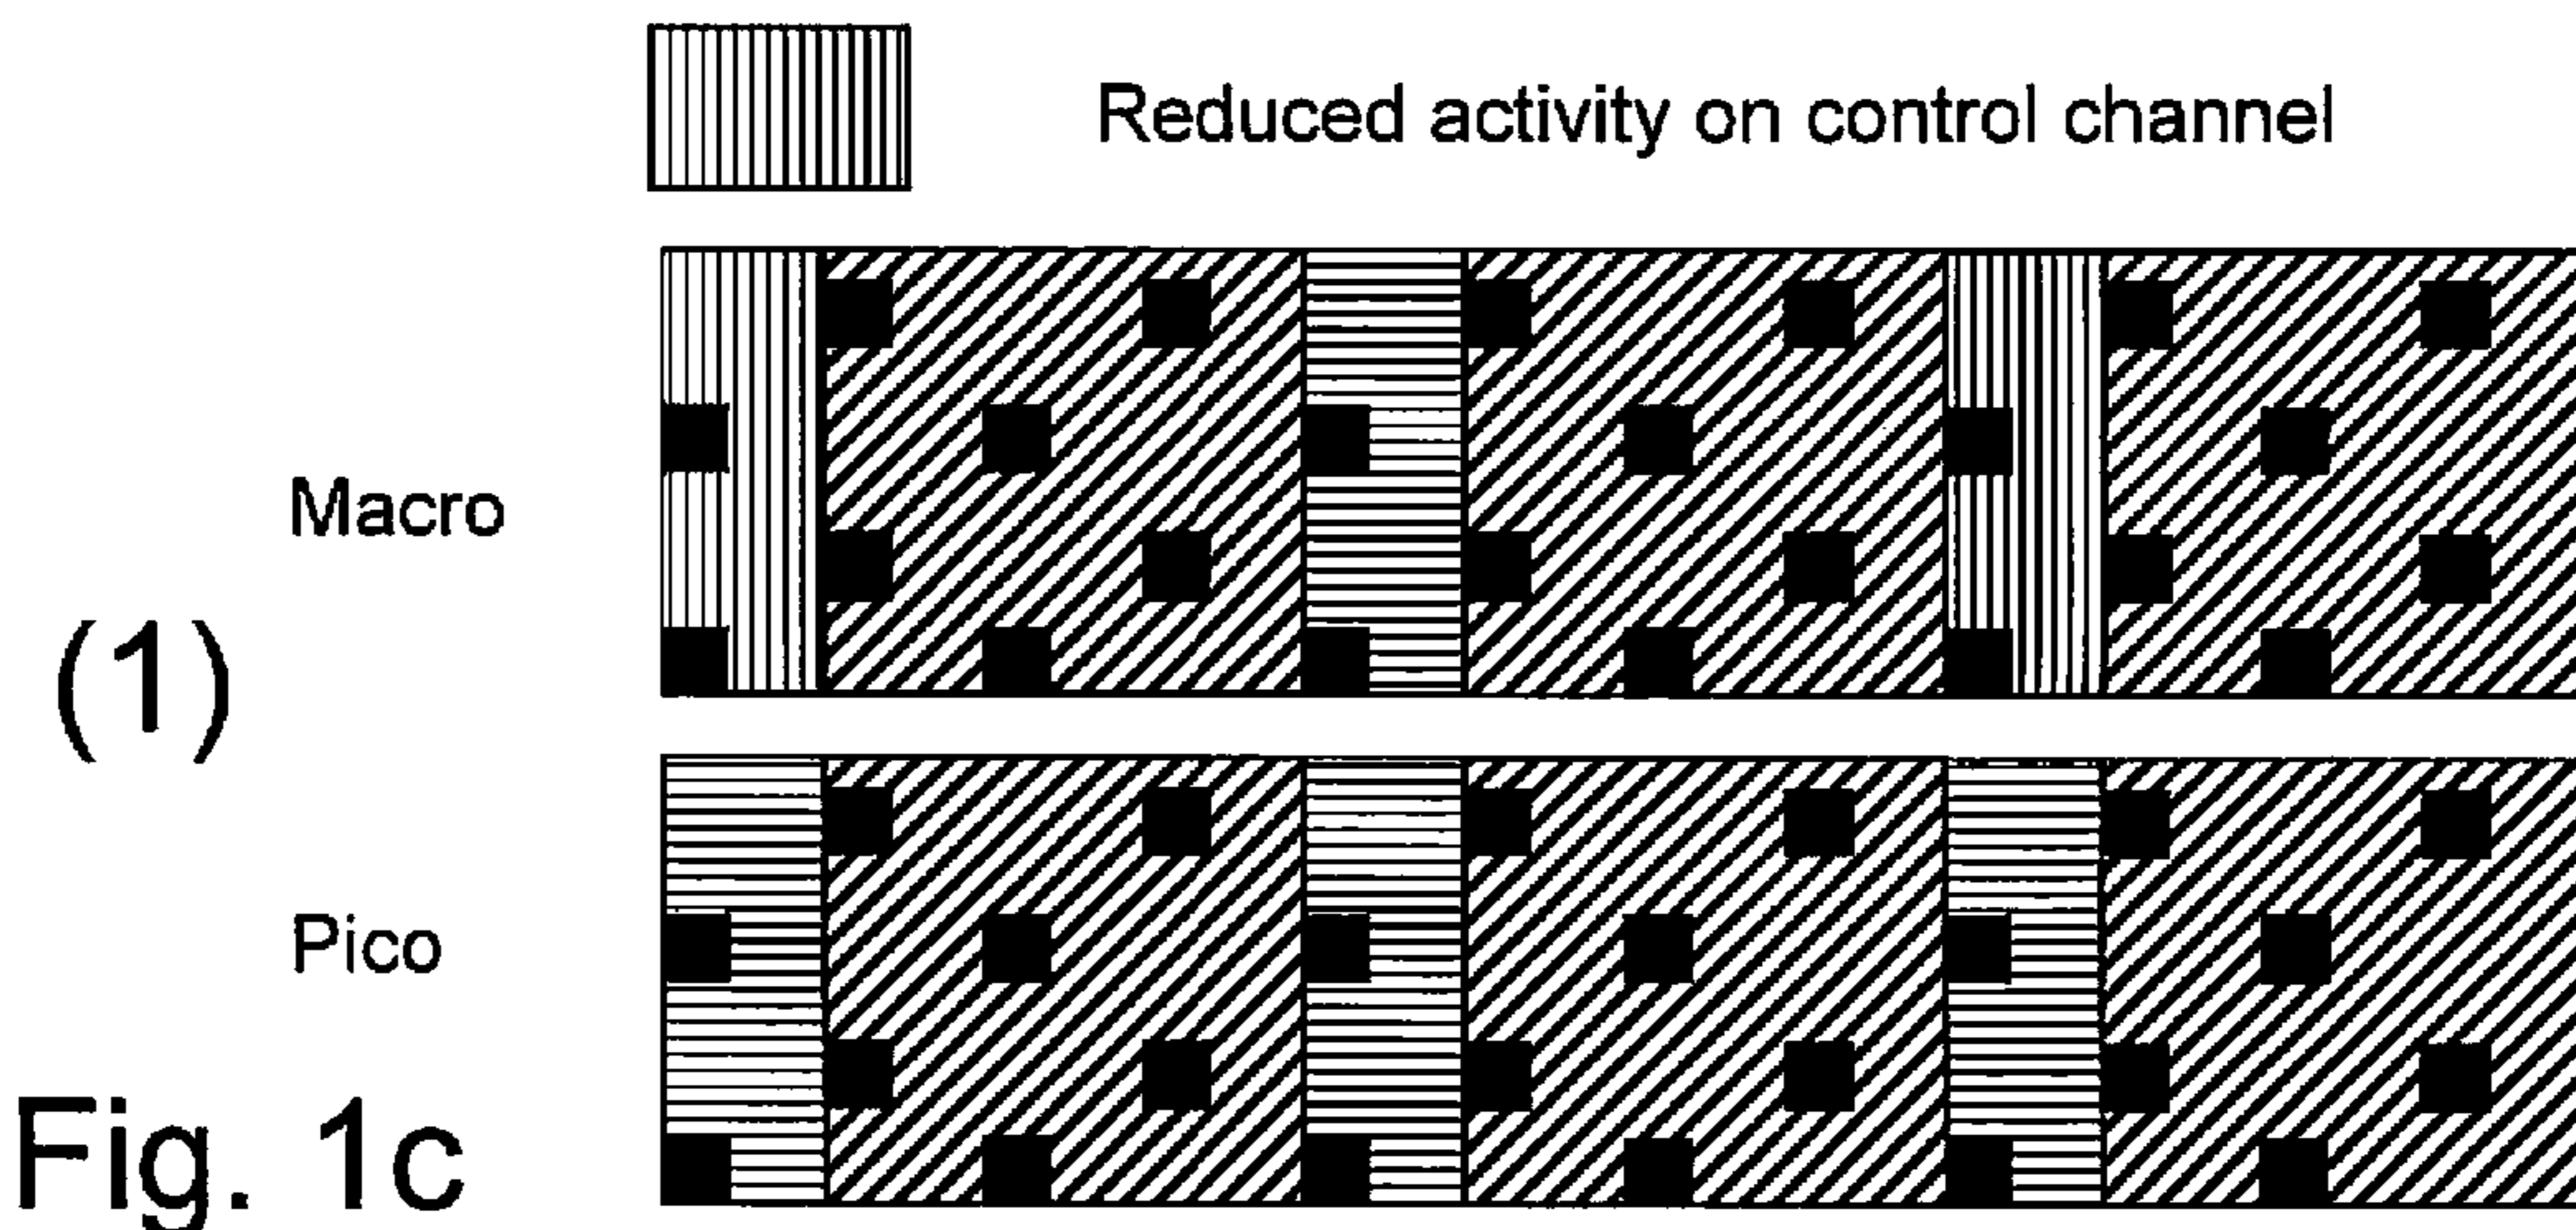 Reduced activity on control channel
Macro
(1)
Pico
Fig. 1c